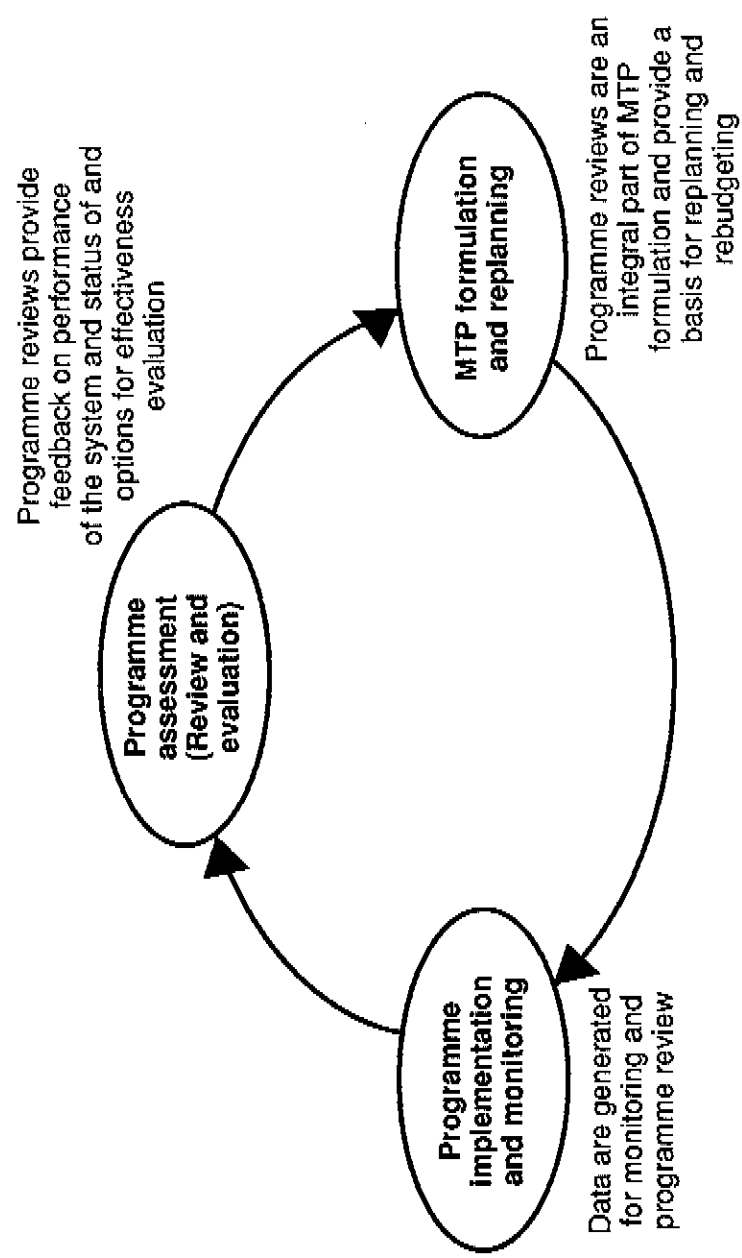 Programme reviews provide
feedback on performance
of the system and status of and
options for effectiveness
evaluation
Programme
assessment
(Review and
evaluation)
MTP formulation
and replanning
Programme reviews are an
integral part of MTP
formulation and provide a
basis for replanning and
rebudgeting
Programme
implementation
and monitoring
Data are generated
for monitoring and
programme review